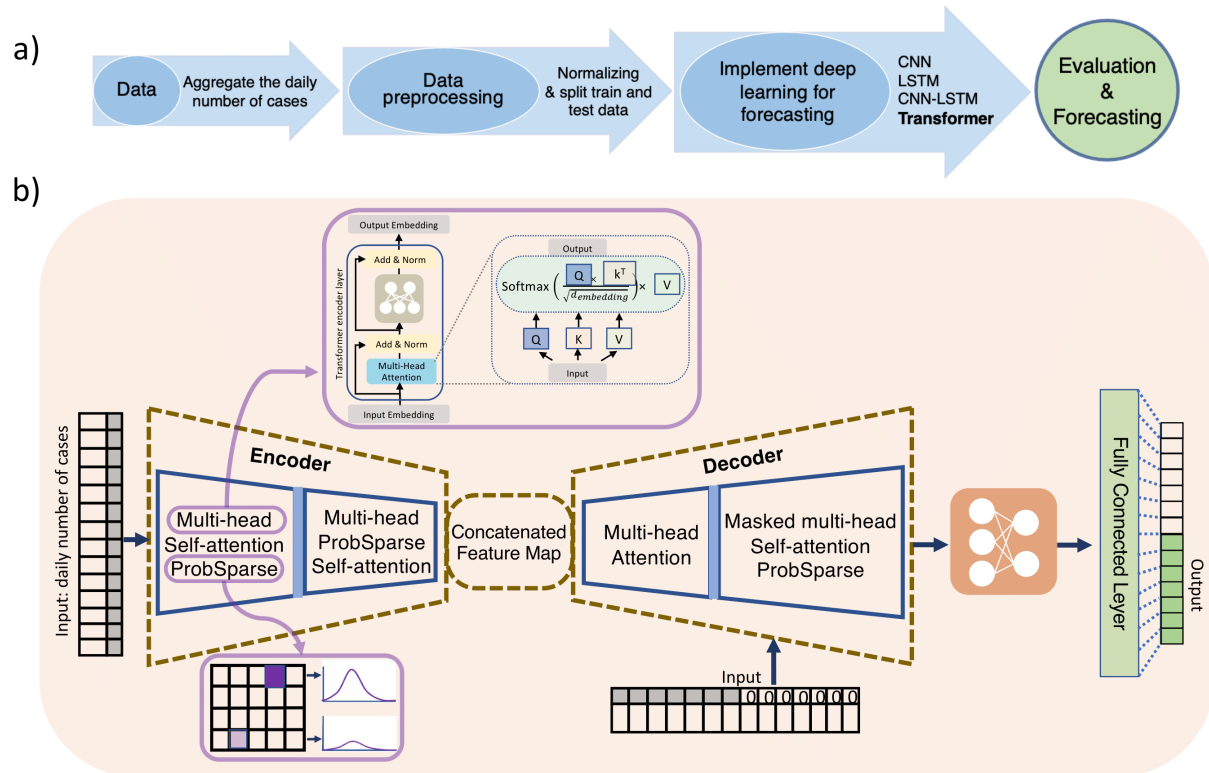 a)
Data
Aggregate the daily
number of cases
Data
preprocessing
Normalizing
& split train and
test data
Implement deep
learning for
forecasting
CNN
LSTM
CNN-LSTM
Transformer
Evaluation
&
Forecasting
b)
Output Embedding
Transformer encoder layer
Add & Norm
Add & Norm
Multi-Head
Attention
Input Embedding
Output
Softmax ( Q × kᵀ / √d_embedding ) × V
Q K V
Input
Input: daily number of cases
Encoder
Multi-head
Self-attention
ProbSparse
Multi-head
ProbSparse
Self-attention
Concatenated
Feature Map
Decoder
Multi-head
Attention
Masked multi-head
Self-attention
ProbSparse
Input
0 0 0 0 0 0 0
Fully Connected Leyer
Output